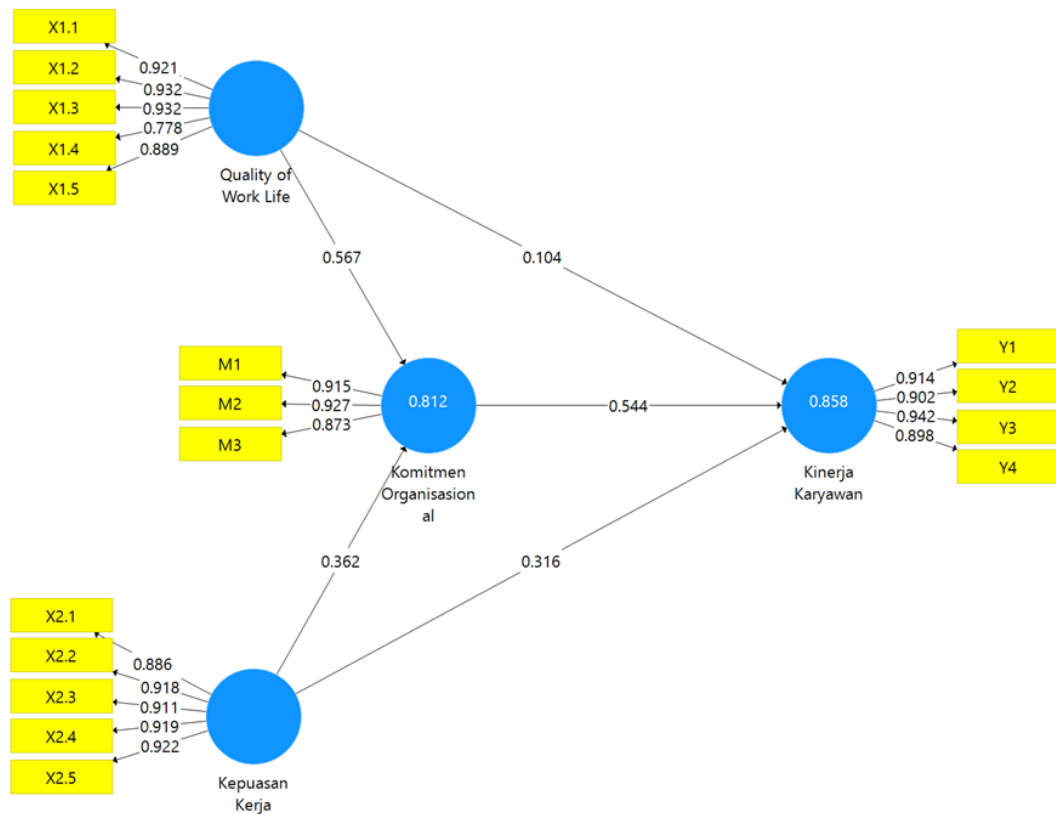 X1.1
X1.2
X1.3
X1.4
X1.5
0.921
0.932
0.932
0.778
0.889
Quality of
Work Life
0.567
0.104
M1
M2
M3
0.915
0.927
0.873
0.812
Komitmen
Organisasion
al
0.544
0.858
Kinerja
Karyawan
0.914
0.902
0.942
0.898
Y1
Y2
Y3
Y4
0.362
0.316
X2.1
X2.2
X2.3
X2.4
X2.5
0.886
0.918
0.911
0.919
0.922
Kepuasan
Kerja